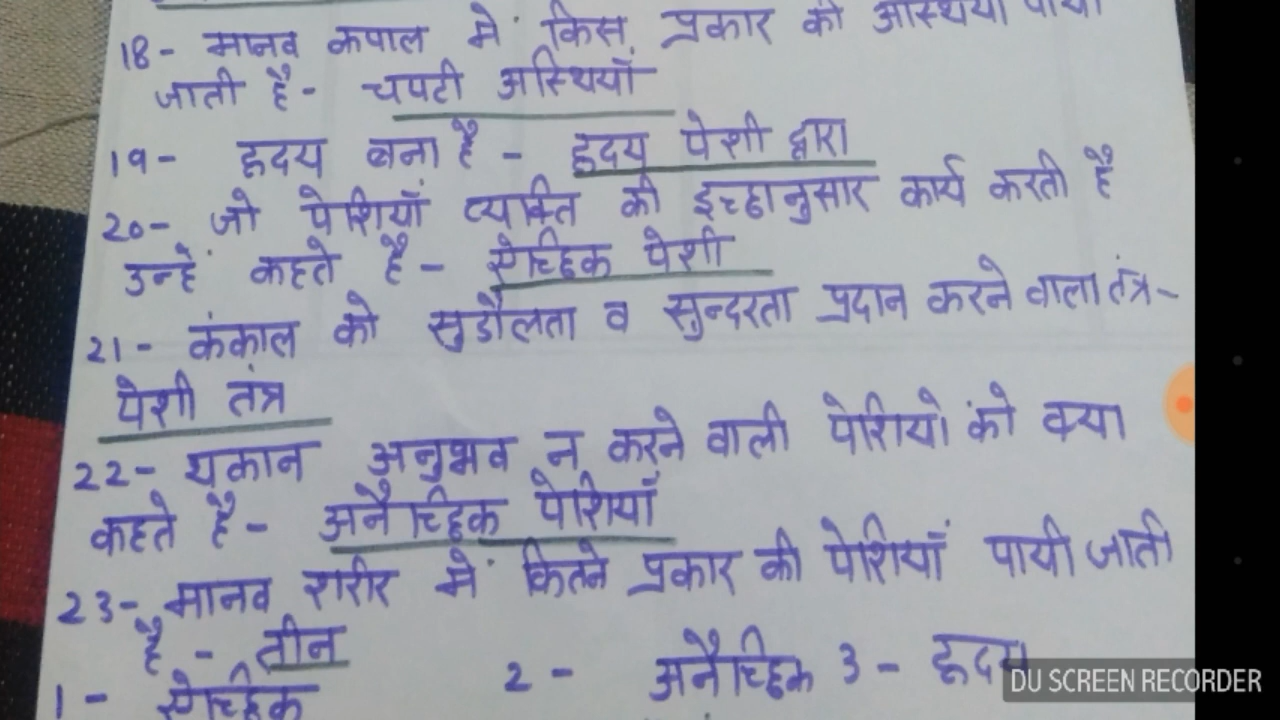 18- मानव कपाल में किस प्रकार की अस्थियाँ पायी
जाती है - चपटी अस्थियाँ
19- हृदय बना है - हृदय पेशी द्वारा
20- जो पेशियाँ व्यक्ति की इच्छानुसार कार्य करती है
उन्हें कहते है - ऐच्छिक पेशी
21- कंकाल को सुडौलता व सुन्दरता प्रदान करने वाला तंत्र-
पेशी तंत्र
22- थकान अनुभव न करने वाली पेशियों को क्या
कहते है - अनैच्छिक पेशियाँ
23- मानव शरीर में कितने प्रकार की पेशियाँ पायी जाती
है - तीन
1- ऐच्छिक 2- अनैच्छिक 3- हृदय
DU SCREEN RECORDER